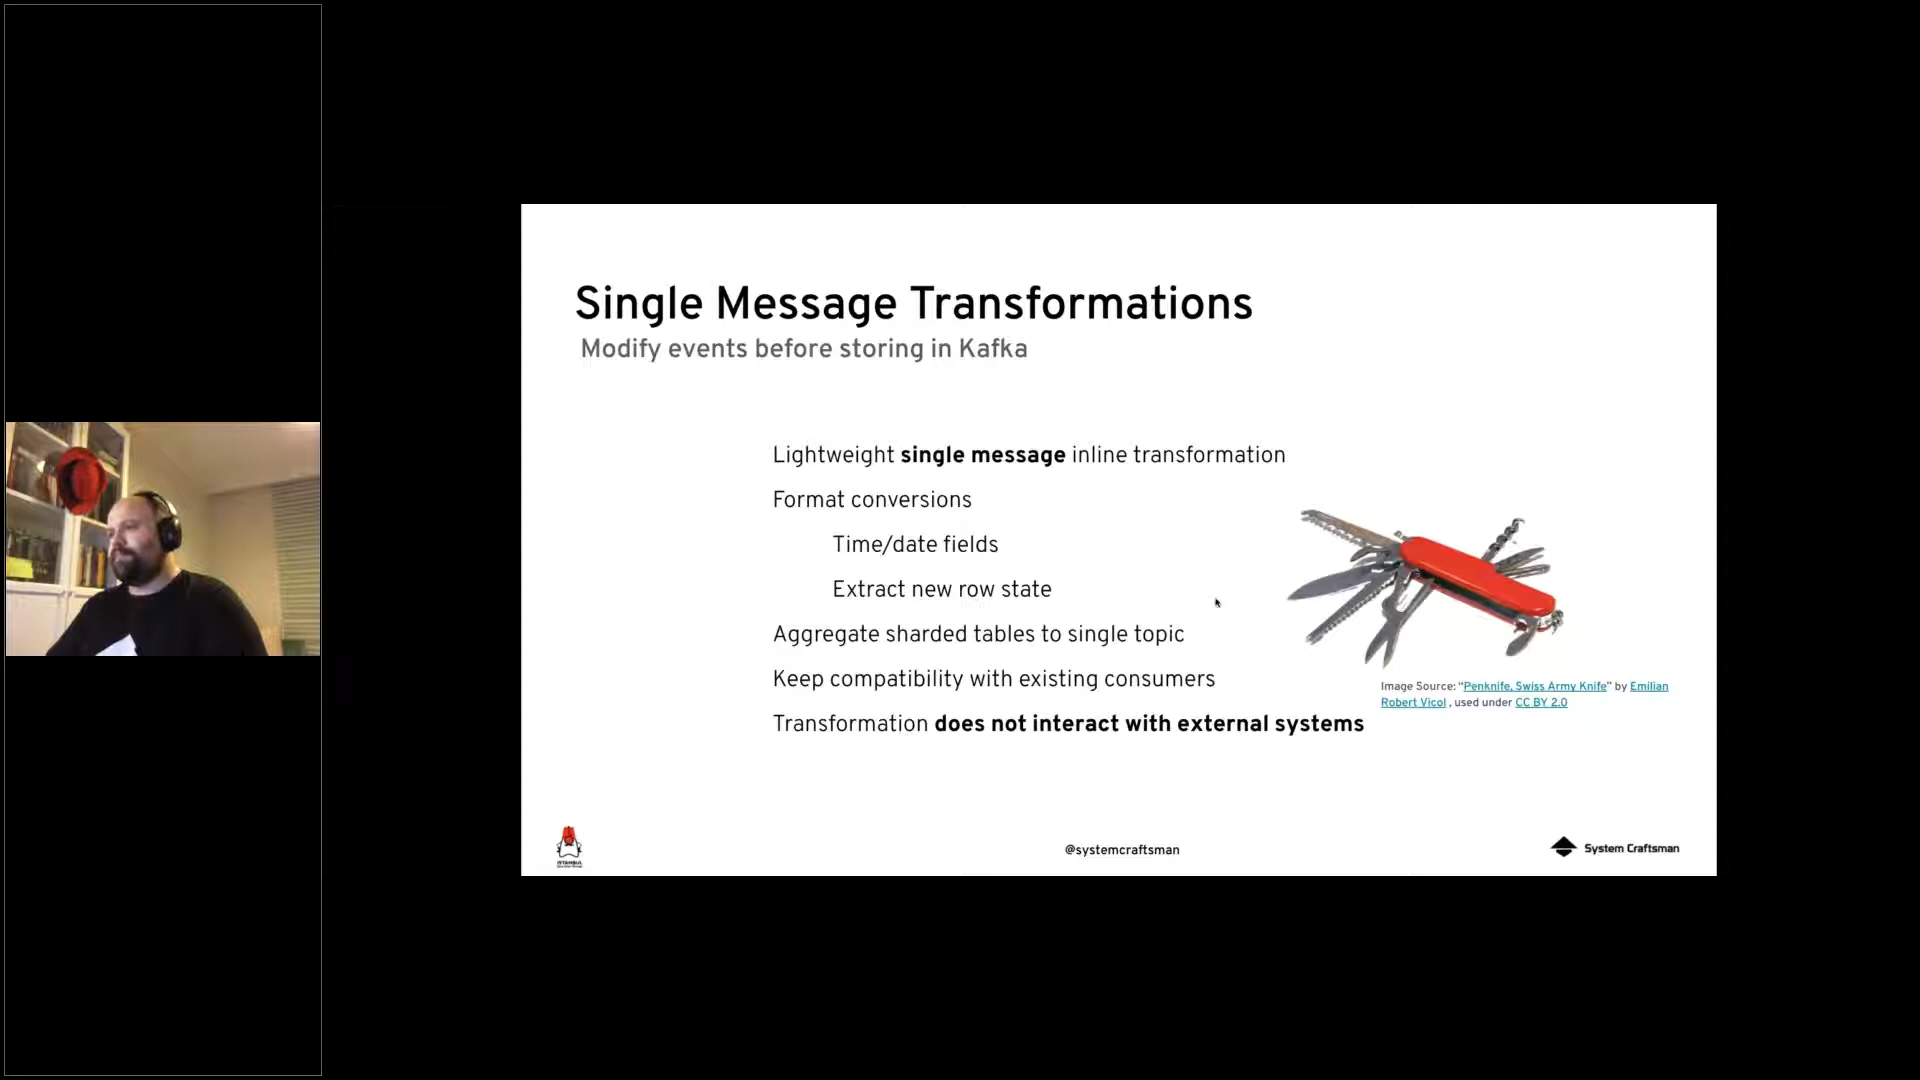 Single Message Transformations
Modify events before storing in Kafka
Lightweight single message inline transformation
Format conversions
Time/date fields
Extract new row state
Aggregate sharded tables to single topic
Keep compatibility with existing consumers
Transformation does not interact with external systems
Image Source: “Penknife, Swiss Army Knife” by Emilian
Robert Vicol , used under CC BY 2.0
ISTANBUL
@systemcraftsman
System Craftsman